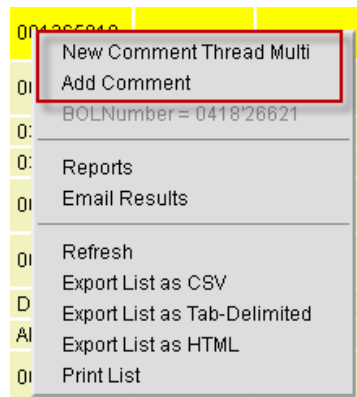 New Comment Thread Multi
Add Comment
BOLNumber = 0418'26621
Reports
Email Results
Refresh
Export List as CSV
Export List as Tab-Delimited
Export List as HTML
Print List